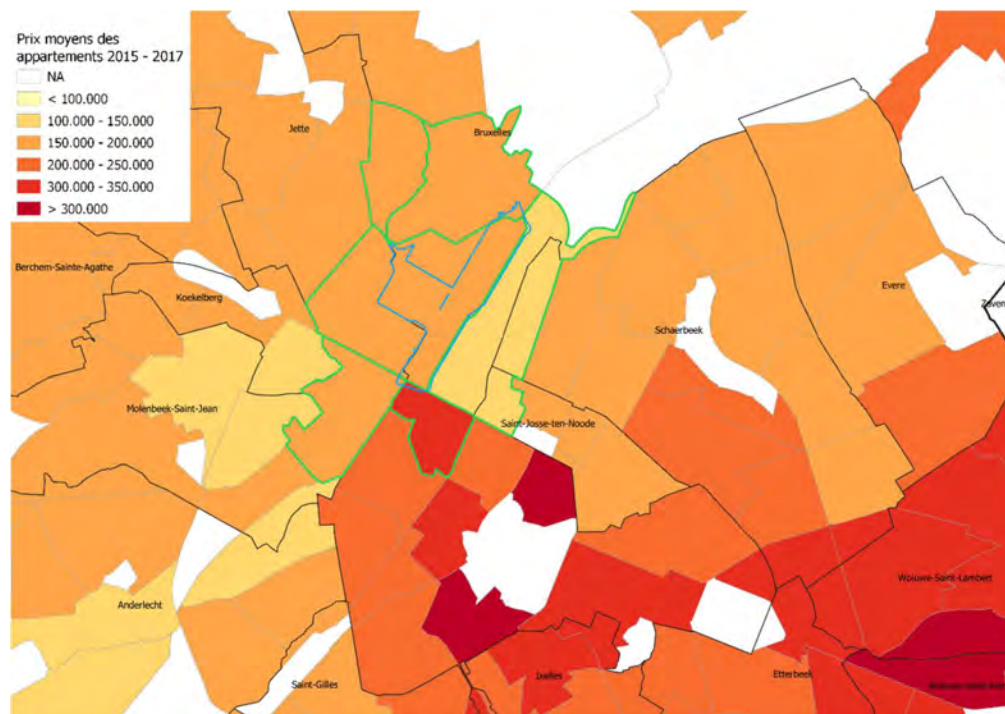 Prix moyens des
appartements 2015 - 2017
NA
< 100.000
100.000 - 150.000
150.000 - 200.000
200.000 - 250.000
300.000 - 350.000
> 300.000
Jette
Bruxelles
Berchem-Sainte-Agathe
Koekelberg
Evere
Zaven
Schaerbeek
Molenbeek-Saint-Jean
Saint-Josse-ten-Noode
Woluwe-Saint-Lambert
Anderlecht
Saint-Gilles
Ixelles
Etterbeek